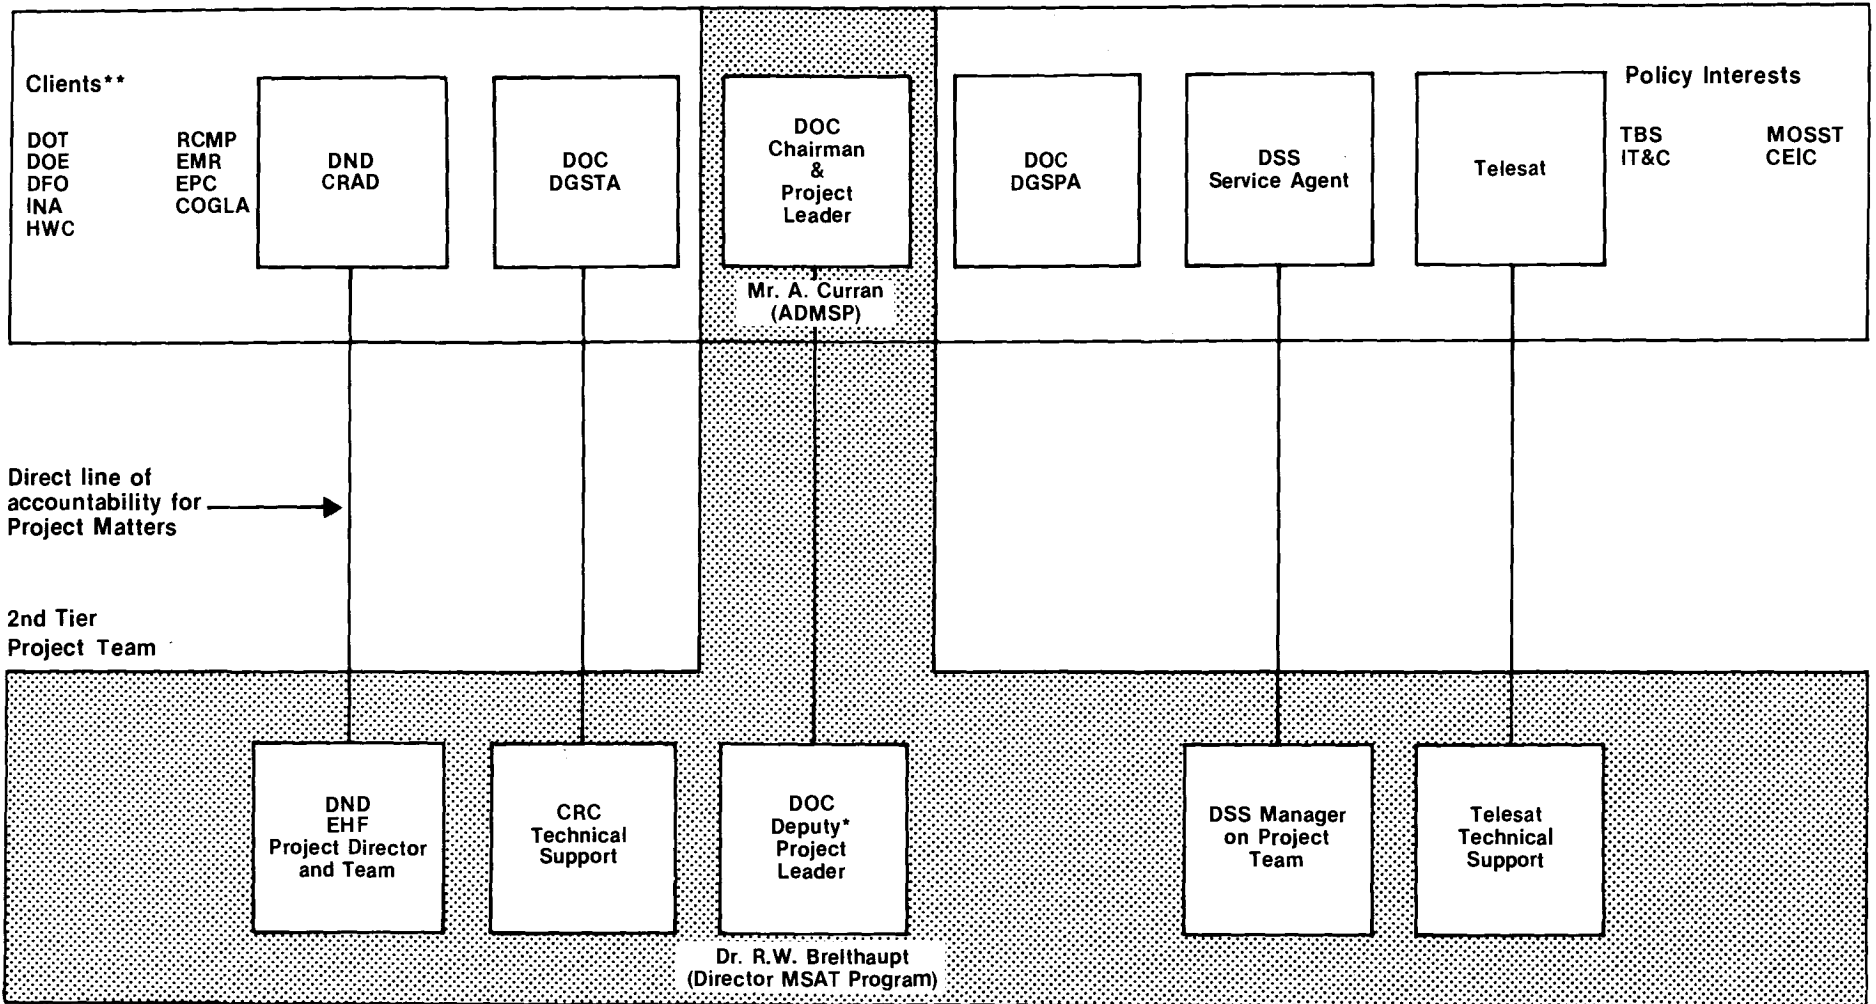 Clients**
DOT
DOE
DFO
INA
HWC
RCMP
EMR
EPC
COGLA
DND
CRAD
DOC
DGSTA
DOC
Chairman
&
Project
Leader
Mr. A. Curran
(ADMSP)
DOC
DGSPA
DSS
Service Agent
Telesat
Policy Interests
TBS
IT&C
MOSST
CEIC
Direct line of
accountability for
Project Matters
2nd Tier
Project Team
DND
EHF
Project Director
and Team
CRC
Technical
Support
DOC
Deputy*
Project
Leader
Dr. R.W. Breithaupt
(Director MSAT Program)
DSS Manager
on Project
Team
Telesat
Technical
Support